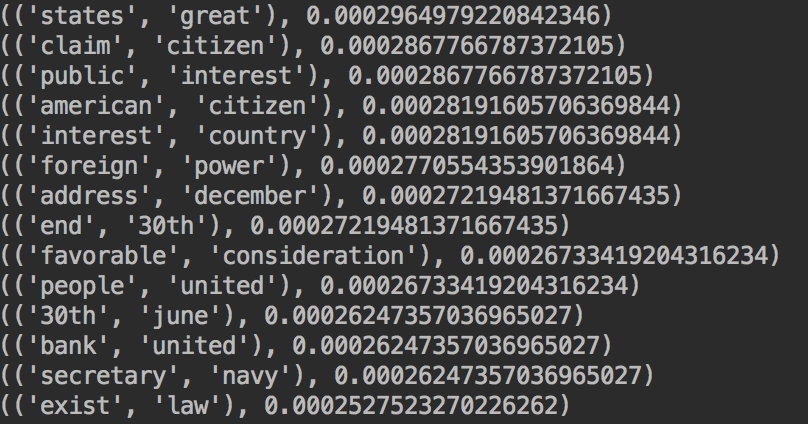 (('states', 'great'), 0.0002964979220842346)
(('claim', 'citizen'), 0.00028677667873721​05)
(('public', 'interest'), 0.0002867766787372105)
(('american', 'citizen'), 0.00028191605706369844)
(('interest', 'country'), 0.00028191605706369844)
(('foreign', 'power'), 0.0002770554353901864)
(('address', 'december'), 0.00027219481371667435)
(('end', '30th'), 0.00027219481371667435)
(('favorable', 'consideration'), 0.00026733419204316234)
(('people', 'united'), 0.00026733419204316234)
(('30th', 'june'), 0.00026247357036965027)
(('bank', 'united'), 0.00026247357036965027)
(('secretary', 'navy'), 0.00026247357036965027)
(('exist', 'law'), 0.0002527523270226262)